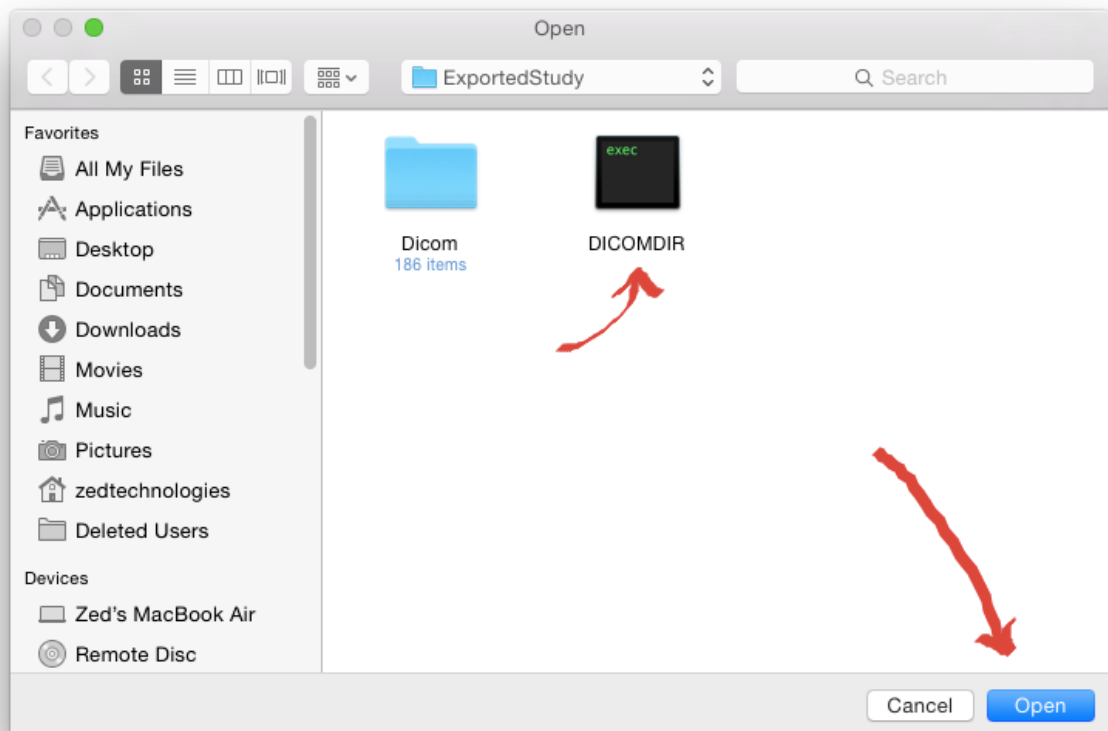 Open
ExportedStudy
Search
Favorites
All My Files
Applications
Desktop
Documents
Downloads
Movies
Music
Pictures
zedtechnologies
Deleted Users
Devices
Zed's MacBook Air
Remote Disc
exec
Dicom
186 items
DICOMDIR
Cancel
Open